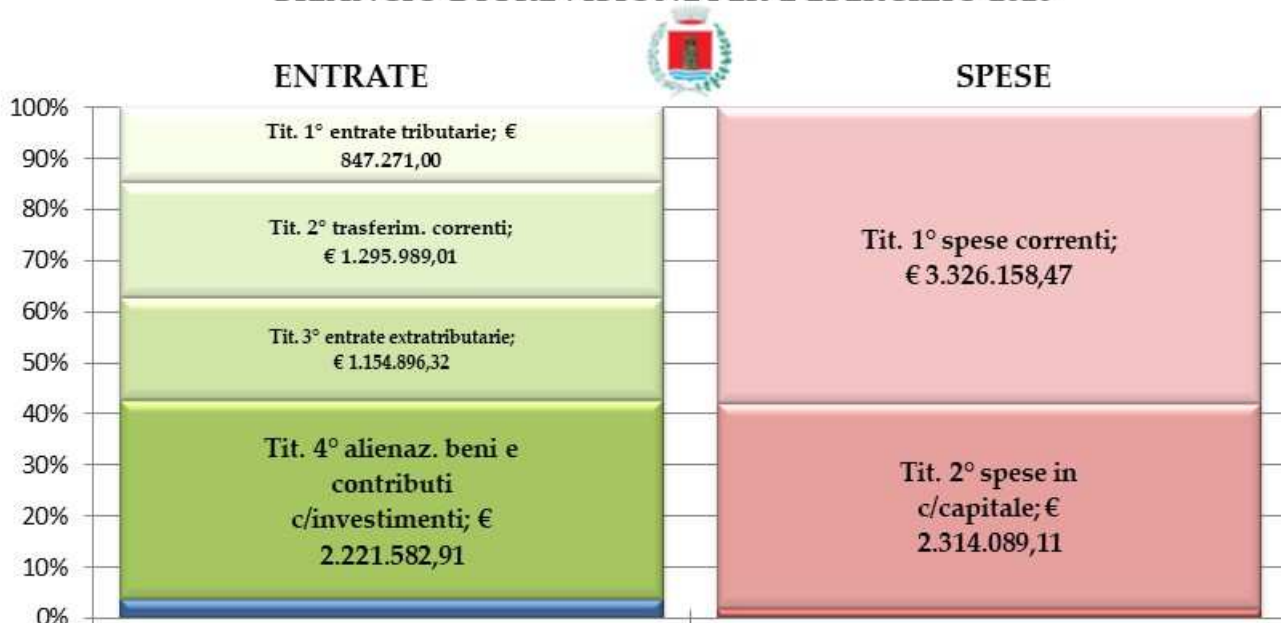 ENTRATE
SPESE
100%
90%
80%
70%
60%
50%
40%
30%
20%
10%
0%
Tit. 1° entrate tributarie; €
847.271,00
Tit. 2° trasferim. correnti;
€ 1.295.989,01
Tit. 3° entrate extratributarie;
€ 1.154.896,32
Tit. 4° alienaz. beni e
contributi
c/investimenti; €
2.221.582,91
Tit. 1° spese correnti;
€ 3.326.158,47
Tit. 2° spese in
c/capitale; €
2.314.089,11